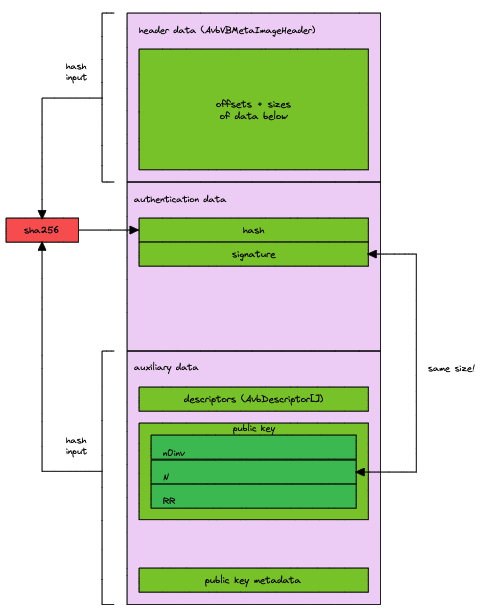 header data (AvbVBMetaImageHeader)
hash
input
offsets + sizes
of data below
authentication data
sha256
hash
signature
same size!
auxiliary data
descriptors (AvbDescriptor[])
public key
n0inv
hash
input
N
RR
public key metadata